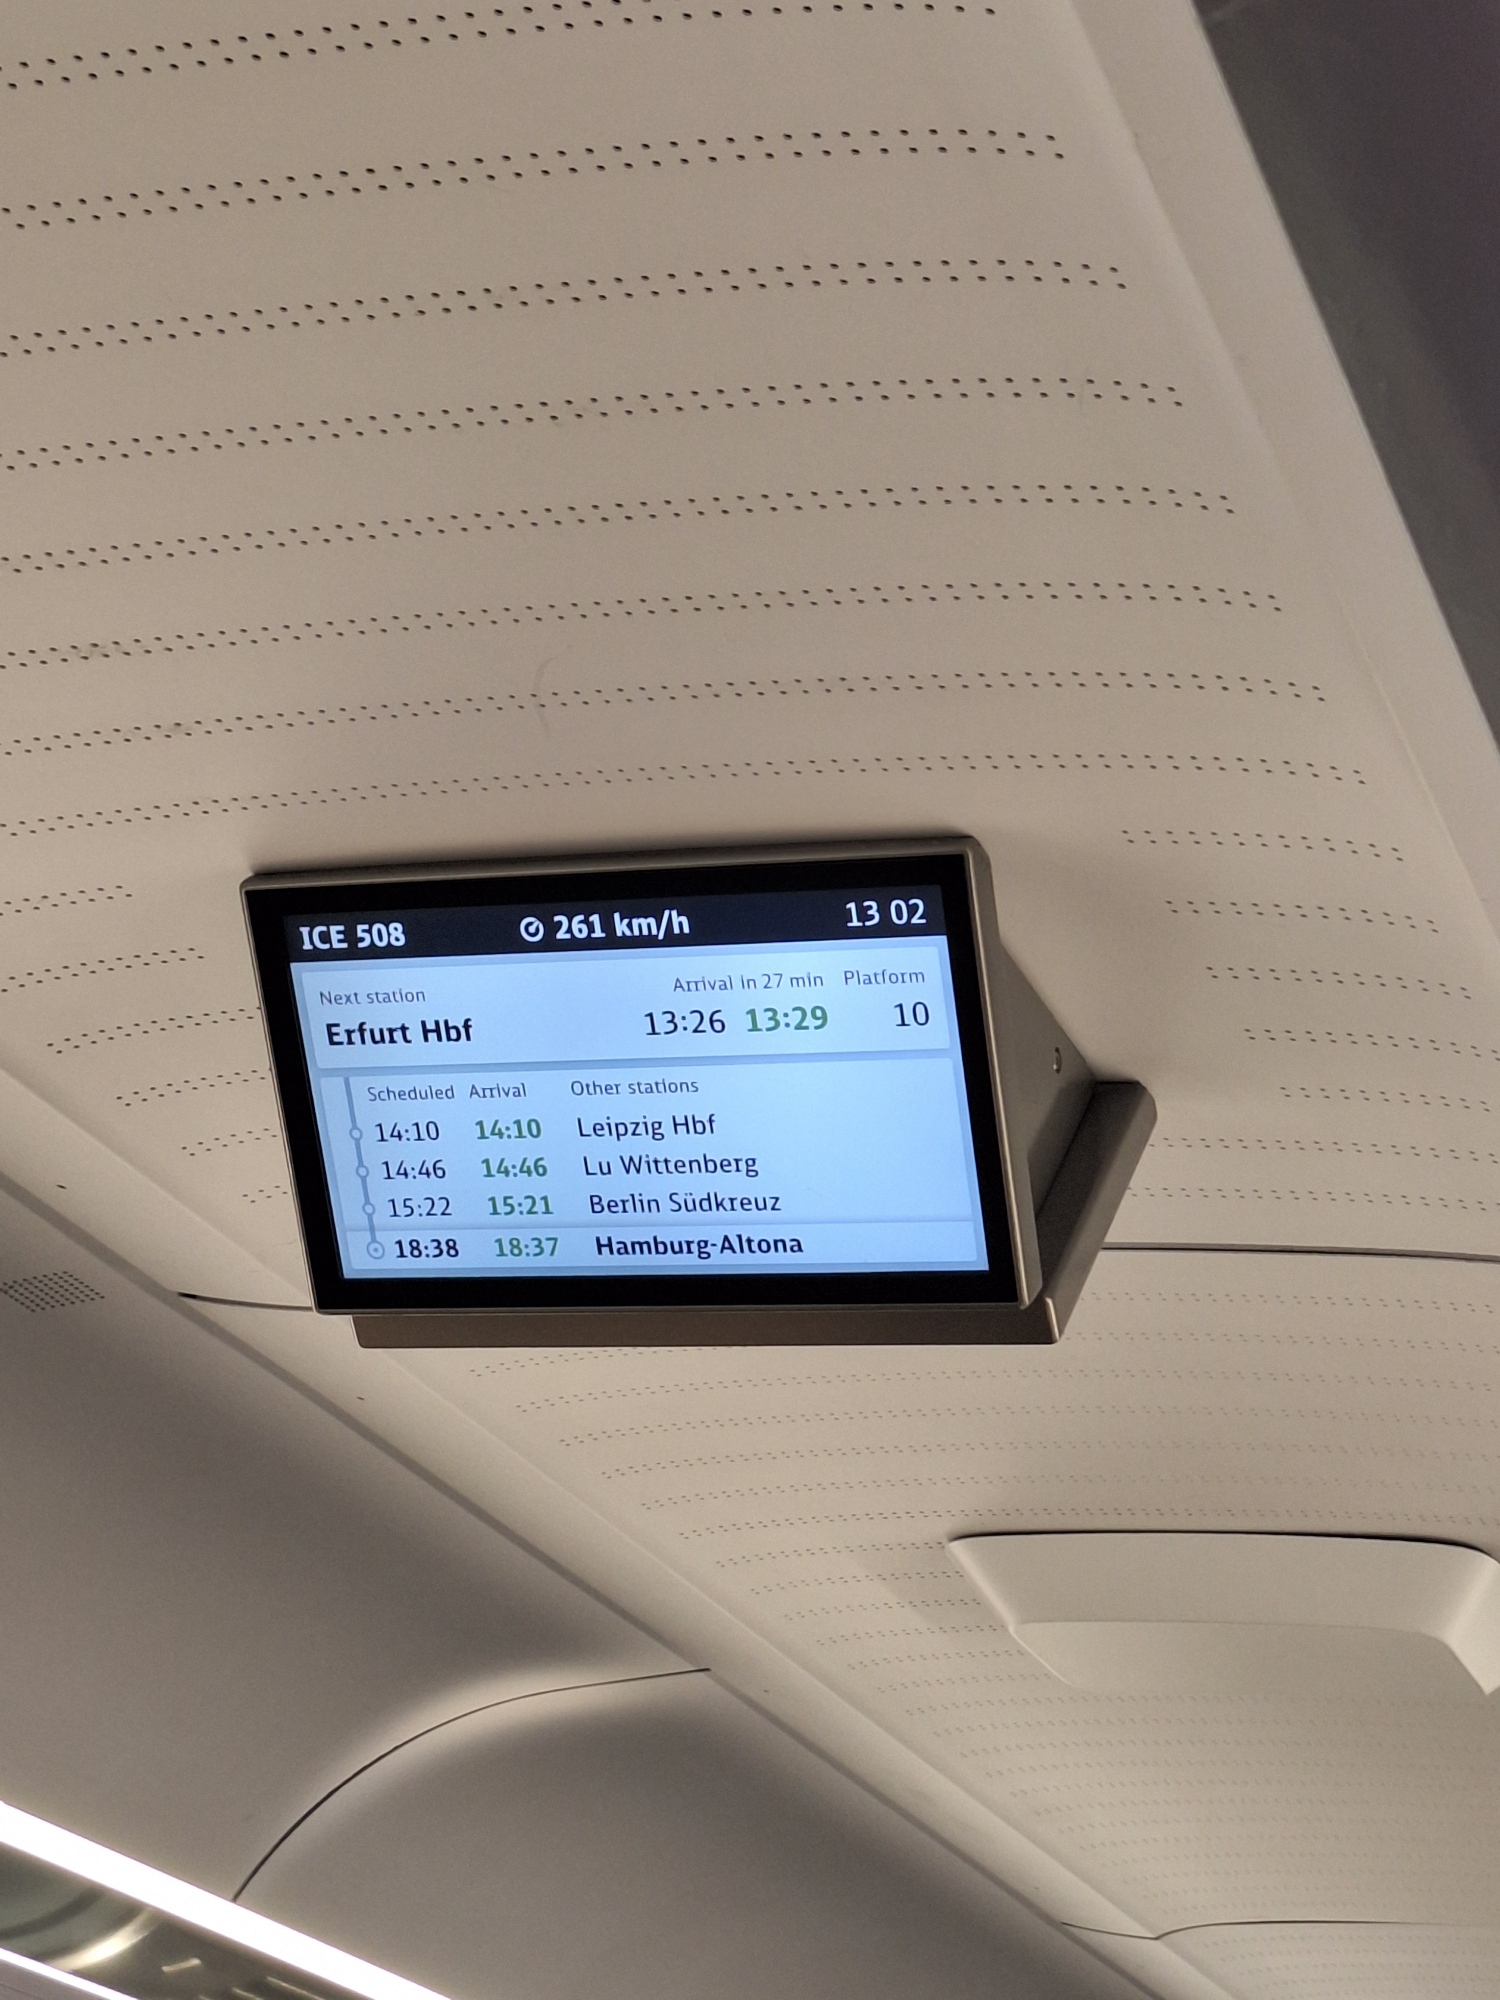 ICE 508 261 km/h 13 02
Next station Arrival in 27 min Platform
Erfurt Hbf 13:26 13:29 10
Scheduled Arrival Other stations
14:10 14:10 Leipzig Hbf
14:46 14:46 Lu Wittenberg
15:22 15:21 Berlin Südkreuz
18:38 18:37 Hamburg-Altona